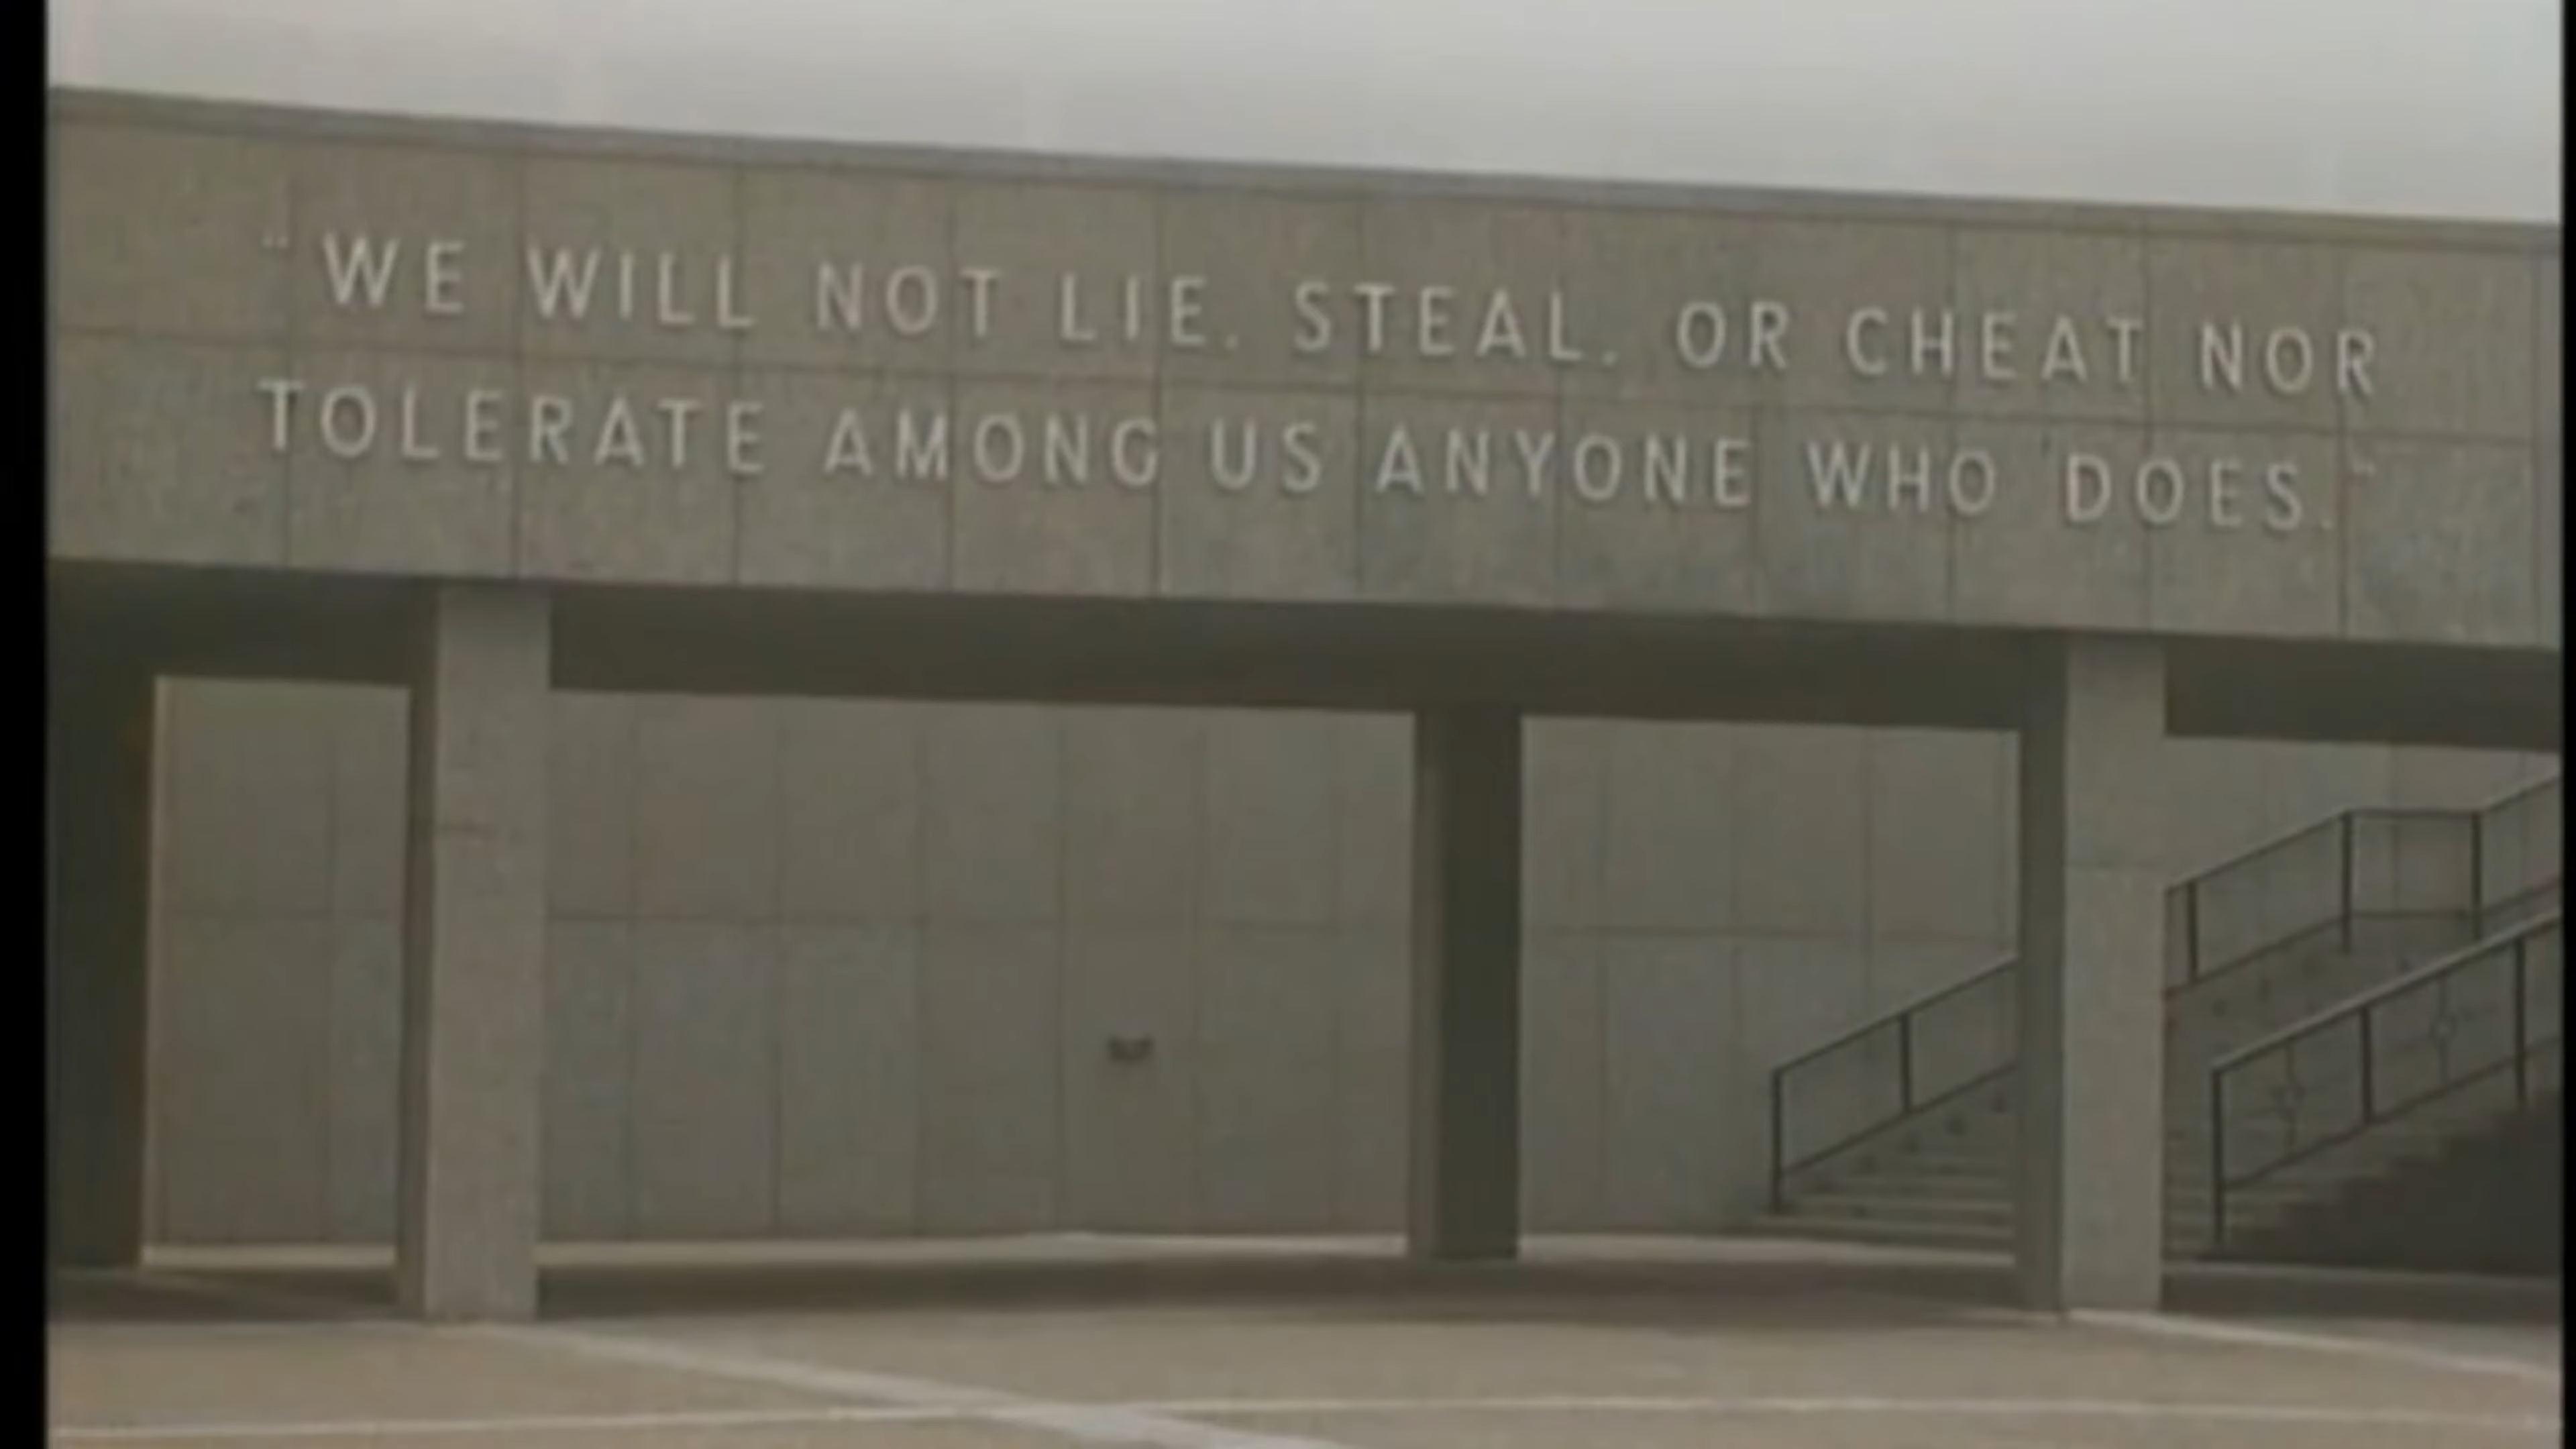 "WE WILL NOT LIE, STEAL, OR CHEAT NOR
TOLERATE AMONG US ANYONE WHO DOES."